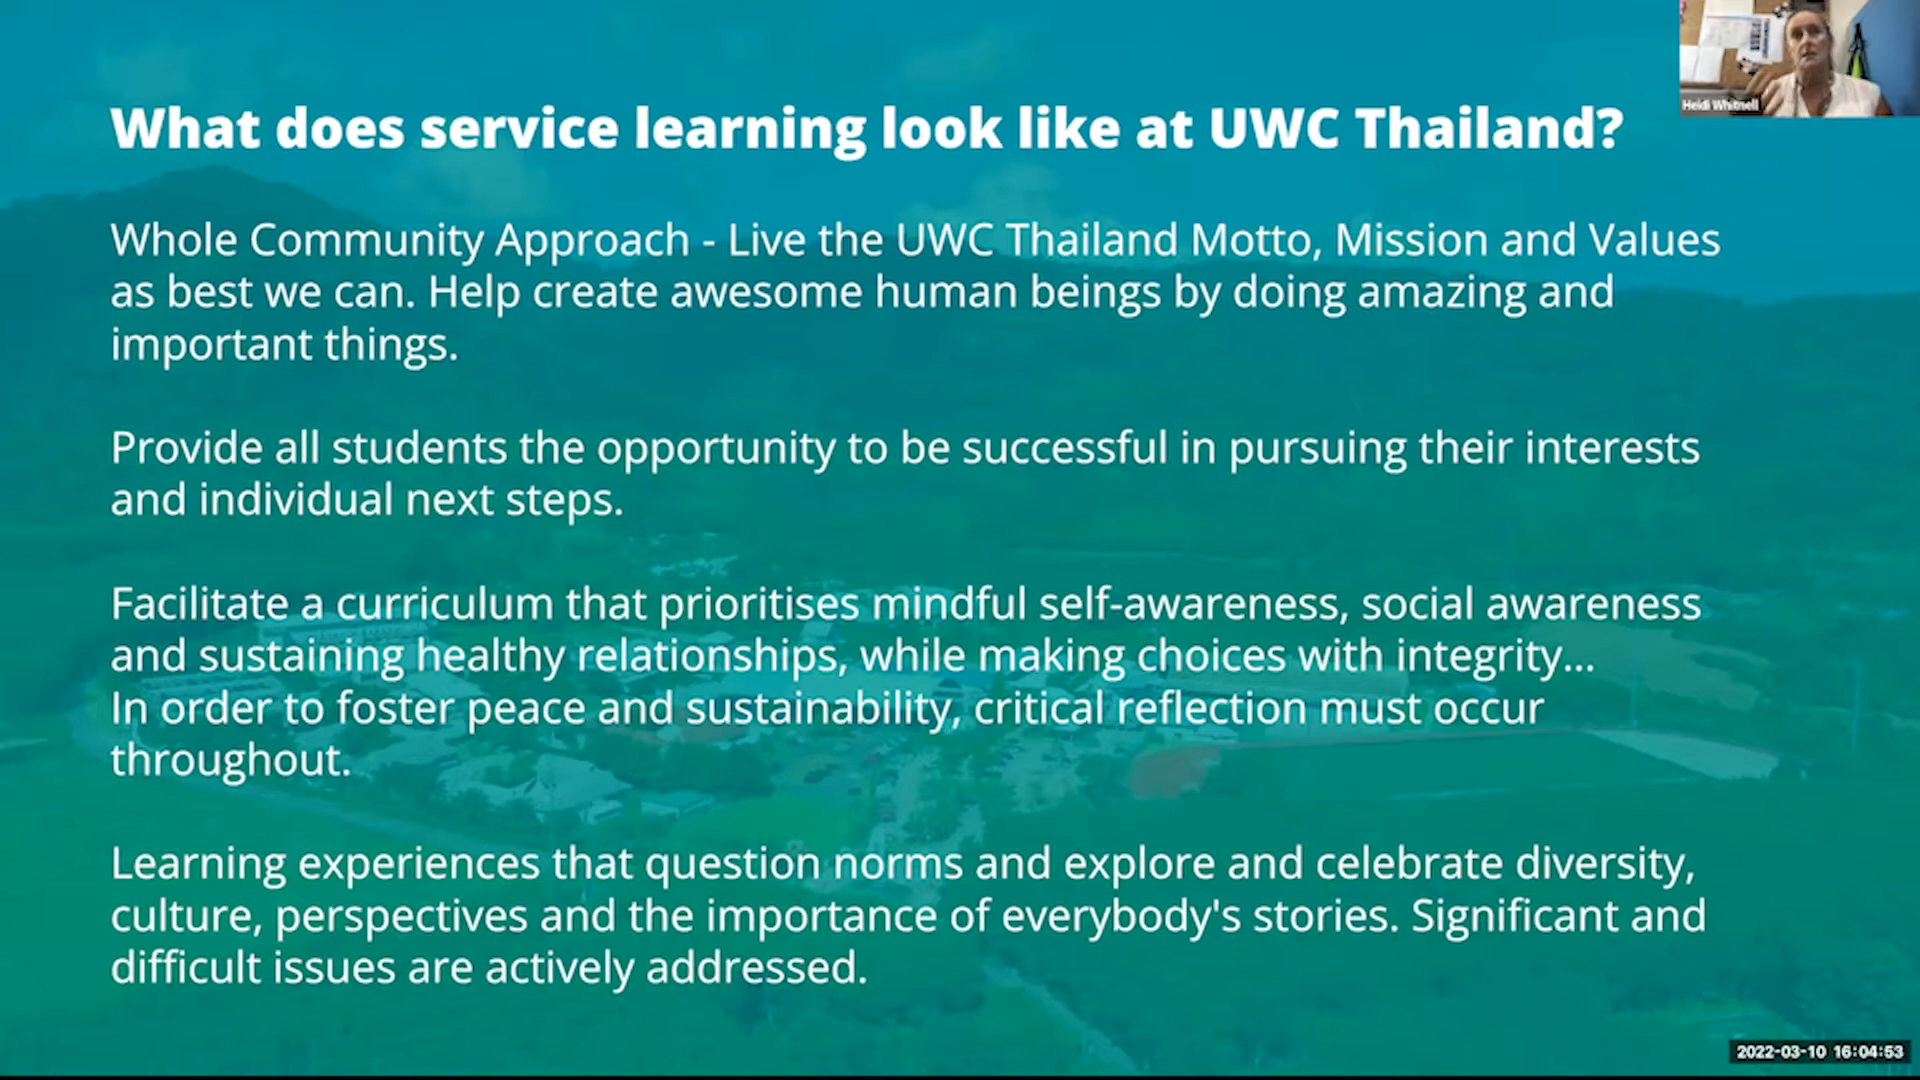 Heidi Whitnell
What does service learning look like at UWC Thailand?
Whole Community Approach - Live the UWC Thailand Motto, Mission and Values
as best we can. Help create awesome human beings by doing amazing and
important things.
Provide all students the opportunity to be successful in pursuing their interests
and individual next steps.
Facilitate a curriculum that prioritises mindful self-awareness, social awareness
and sustaining healthy relationships, while making choices with integrity...
In order to foster peace and sustainability, critical reflection must occur
throughout.
Learning experiences that question norms and explore and celebrate diversity,
culture, perspectives and the importance of everybody's stories. Significant and
difficult issues are actively addressed.
2022-03-10 16:04:53